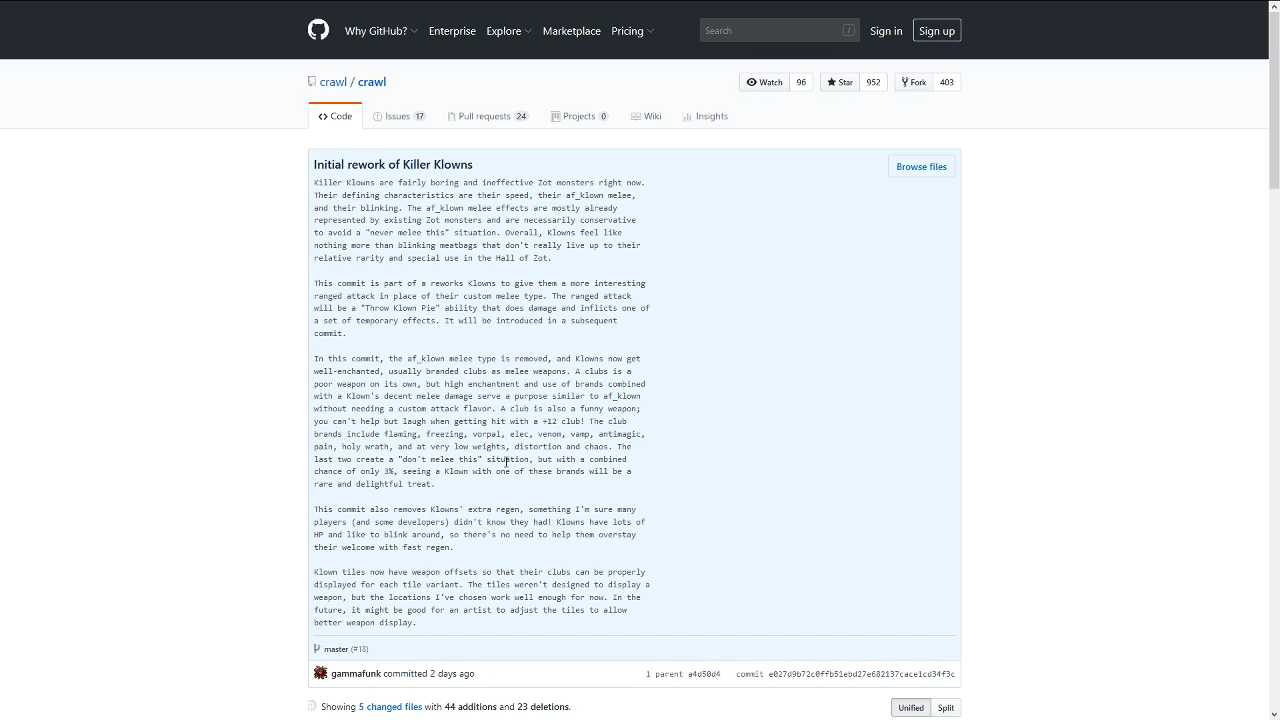 Why GitHub? Enterprise Explore Marketplace Pricing Search / Sign in Sign up
crawl / crawl Watch 96 Star 952 Fork 403
Code Issues 17 Pull requests 24 Projects 0 Wiki Insights
Initial rework of Killer Klowns Browse files
Killer Klowns are fairly boring and ineffective Zot monsters right now.
Their defining characteristics are their speed, their af_klown melee,
and their blinking. The af_klown melee effects are mostly already
represented by existing Zot monsters and are necessarily conservative
to avoid a "never melee this" situation. Overall, Klowns feel like
nothing more than blinking meatbags that don't really live up to their
relative rarity and special use in the Hall of Zot.
This commit is part of a reworks Klowns to give them a more interesting
ranged attack in place of their custom melee type. The ranged attack
will be a "Throw Klown Pie" ability that does damage and inflicts one of
a set of temporary effects. It will be introduced in a subsequent
commit.
In this commit, the af_klown melee type is removed, and Klowns now get
well-enchanted, usually branded clubs as melee weapons. A clubs is a
poor weapon on its own, but high enchantment and use of brands combined
with a Klown's decent melee damage serve a purpose similar to af_klown
without needing a custom attack flavor. A club is also a funny weapon;
you can't help but laugh when getting hit with a +12 club! The club
brands include flaming, freezing, vorpal, elec, venom, vamp, antimagic,
pain, holy wrath, and at very low weights, distortion and chaos. The
last two create a "don't melee this" situation, but with a combined
chance of only 3%, seeing a Klown with one of these brands will be a
rare and delightful treat.
This commit also removes Klowns' extra regen, something I'm sure many
players (and some developers) didn't know they had! Klowns have lots of
HP and like to blink around, so there's no need to help them overstay
their welcome with fast regen.
Klown tiles now have weapon offsets so that their clubs can be properly
displayed for each tile variant. The tiles weren't designed to display a
weapon, but the locations I've chosen work well enough for now. In the
future, it might be good for an artist to adjust the tiles to allow
better weapon display.
master (#18)
gammafunk committed 2 days ago 1 parent a4d50d4 commit e027d9b72c0ffb51ebd27e682137cace1cd34f3c
Showing 5 changed files with 44 additions and 23 deletions. Unified Split